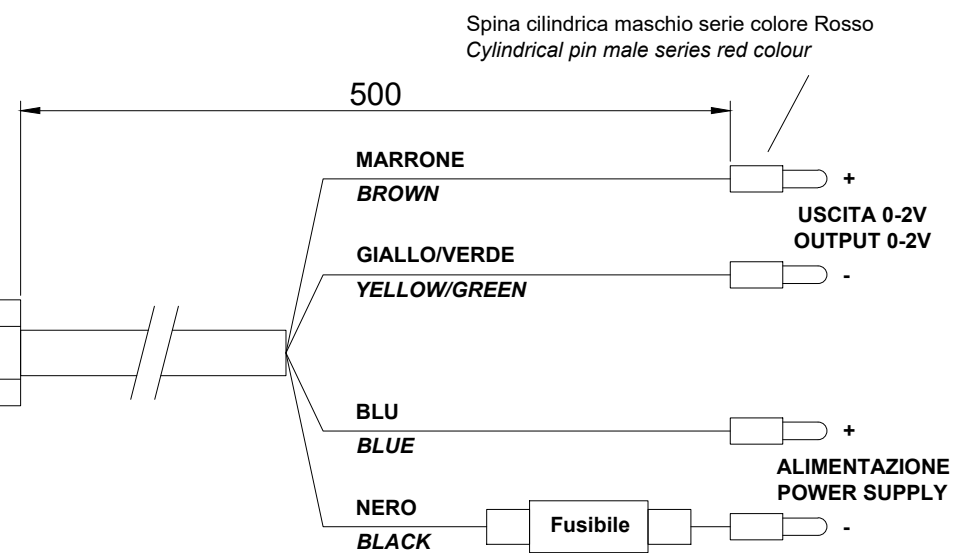 Spina cilindrica maschio serie colore Rosso
Cylindrical pin male series red colour
500
MARRONE
BROWN
+
USCITA 0-2V
OUTPUT 0-2V
GIALLO/VERDE
YELLOW/GREEN
-
BLU
BLUE
+
ALIMENTAZIONE
POWER SUPPLY
NERO
BLACK
Fusibile
-